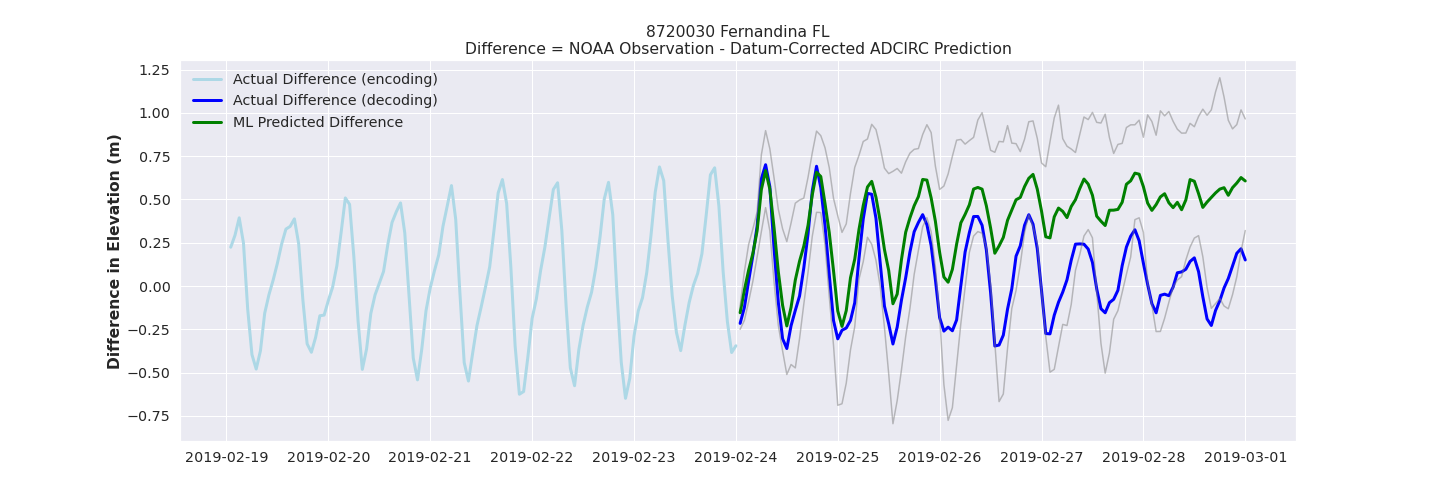 8720030 Fernandina FL
Difference = NOAA Observation - Datum-Corrected ADCIRC Prediction
Difference in Elevation (m)
1.25
1.00
0.75
0.50
0.25
0.00
−0.25
−0.50
−0.75
Actual Difference (encoding)
Actual Difference (decoding)
ML Predicted Difference
2019-02-19 2019-02-20 2019-02-21 2019-02-22 2019-02-23 2019-02-24 2019-02-25 2019-02-26 2019-02-27 2019-02-28 2019-03-01